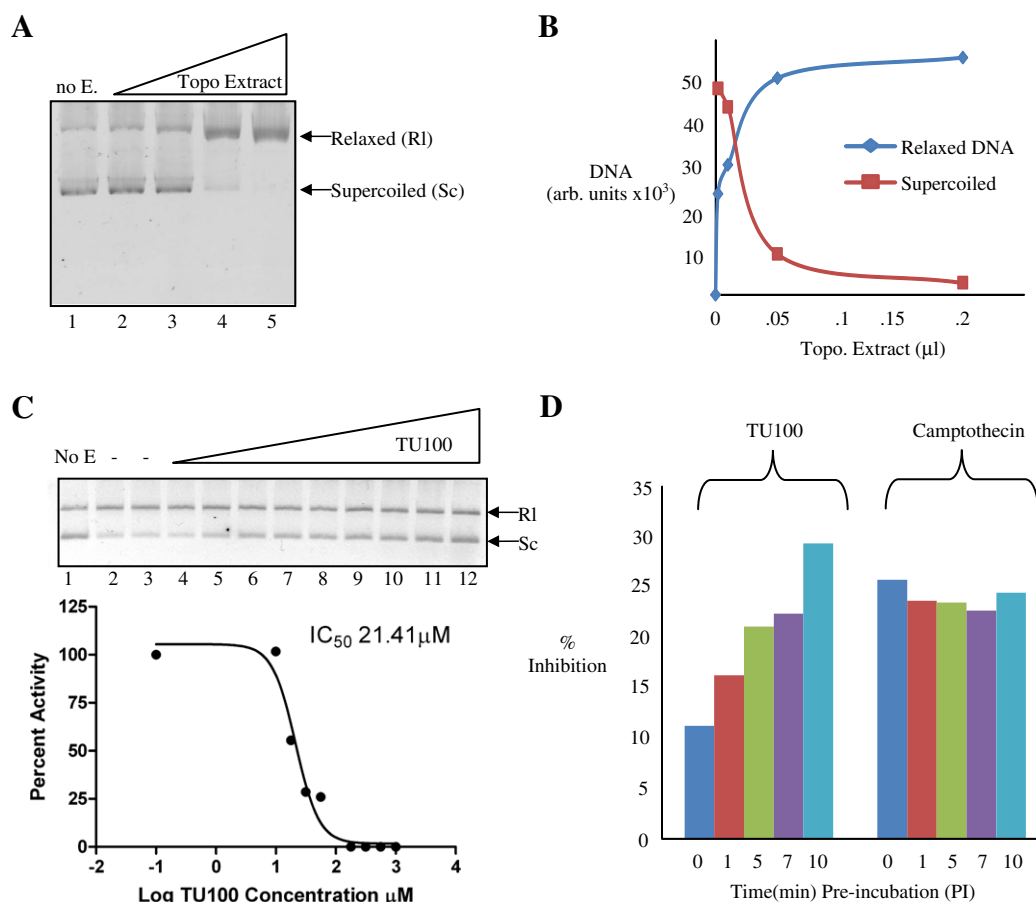 A
no E.
Topo Extract
Relaxed (Rl)
Supercoiled (Sc)
1 2 3 4 5
B
50
40
30
20
10
DNA
(arb. units x10³)
Relaxed DNA
Supercoiled
0 .05 .1 .15 .2
Topo. Extract (µl)
C
TU100
No E - -
Rl
Sc
1 2 3 4 5 6 7 8 9 10 11 12
125
100
75
50
25
0
Percent Activity
IC₅₀ 21.41µM
-2 -1 0 1 2 3 4
Log TU100 Concentration µM
D
TU100 Camptothecin
35
30
25
20
15
10
5
0
%
Inhibition
0 1 5 7 10 0 1 5 7 10
Time(min) Pre-incubation (PI)